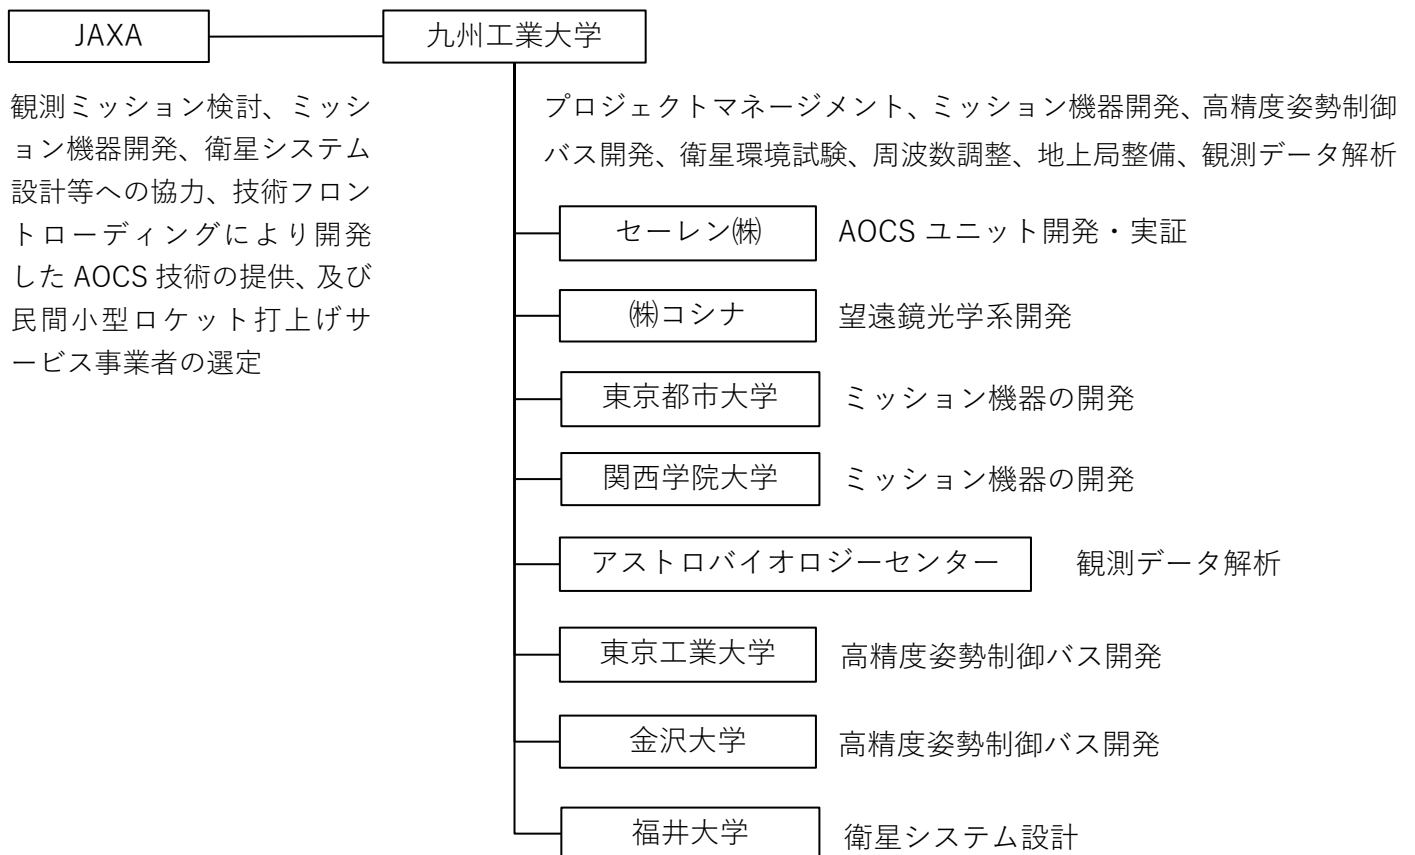 JAXA
九州工業大学
観測ミッション検討、ミッシ
ョン機器開発、衛星システム
設計等への協力、技術フロン
トローディングにより開発
した AOCS 技術の提供、及び
民間小型ロケット打上げサ
ービス事業者の選定
プロジェクトマネージメント、ミッション機器開発、高精度姿勢制御
バス開発、衛星環境試験、周波数調整、地上局整備、観測データ解析
セーレン㈱ AOCS ユニット開発・実証
㈱コシナ 望遠鏡光学系開発
東京都市大学 ミッション機器の開発
関西学院大学 ミッション機器の開発
アストロバイオロジーセンター 観測データ解析
東京工業大学 高精度姿勢制御バス開発
金沢大学 高精度姿勢制御バス開発
福井大学 衛星システム設計